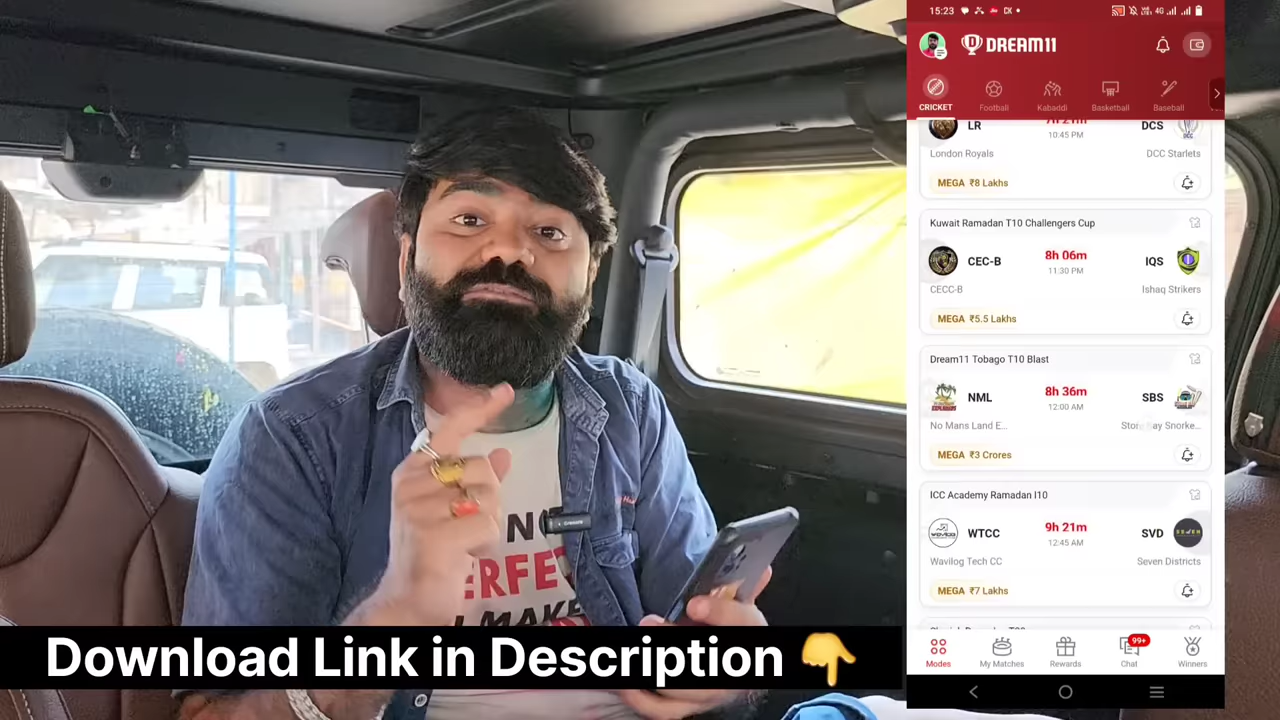 NO
ERFE
MAKE
Download Link in Description
15:23
DREAM11
CRICKET
Football
Kabaddi
Basketball
Baseball
LR
DCS
10:45 PM
London Royals
DCC Starlets
MEGA ₹8 Lakhs
Kuwait Ramadan T10 Challengers Cup
CEC-B
8h 06m
IQS
11:30 PM
CECC-B
Ishaq Strikers
MEGA ₹5.5 Lakhs
Dream11 Tobago T10 Blast
NML
8h 36m
SBS
12:00 AM
No Mans Land E...
MEGA ₹3 Crores
ICC Academy Ramadan I10
WTCC
9h 21m
SVD
12:45 AM
Wavilog Tech CC
Seven Districts
MEGA ₹7 Lakhs
Modes
My Matches
Rewards
99+
Chat
Winners